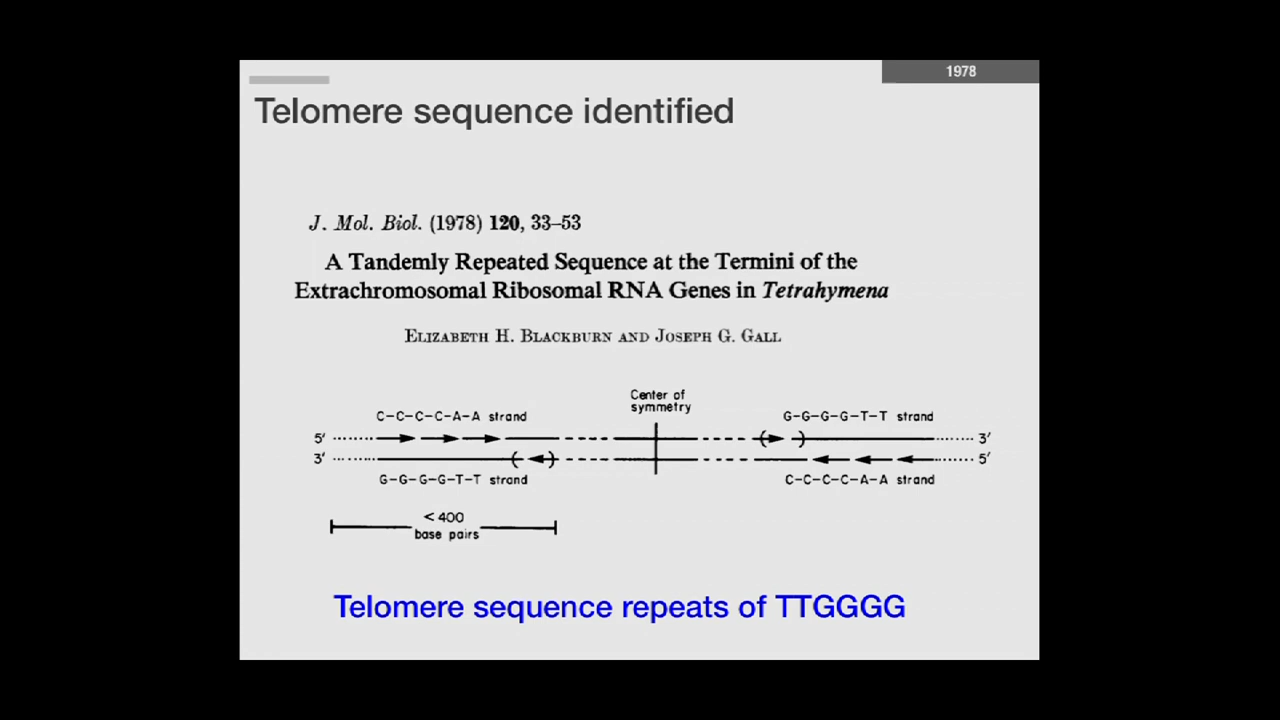 1978
Telomere sequence identified
J. Mol. Biol. (1978) 120, 33–53
A Tandemly Repeated Sequence at the Termini of the
Extrachromosomal Ribosomal RNA Genes in Tetrahymena
ELIZABETH H. BLACKBURN AND JOSEPH G. GALL
Center of
symmetry
C-C-C-C-A-A strand
G-G-G-G-T-T strand
5′ 3′
3′ 5′
G-G-G-G-T-T strand
C-C-C-C-A-A strand
< 400
base pairs
Telomere sequence repeats of TTGGGG